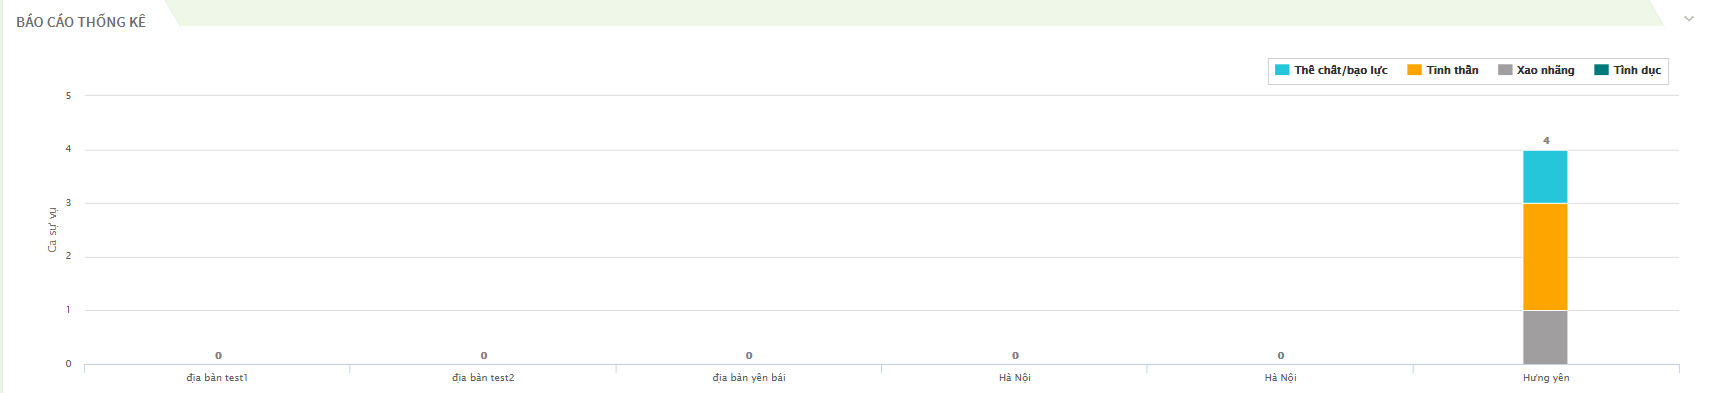 BÁO CÁO THỐNG KÊ
Thể chất/bạo lực Tinh thần Xao nhãng Tình dục
5
4
3
2
1
0
Ca sự vụ
0 0 0 0 0 4
địa bàn test1 địa bàn test2 địa bàn yên bái Hà Nội Hà Nội Hưng yên